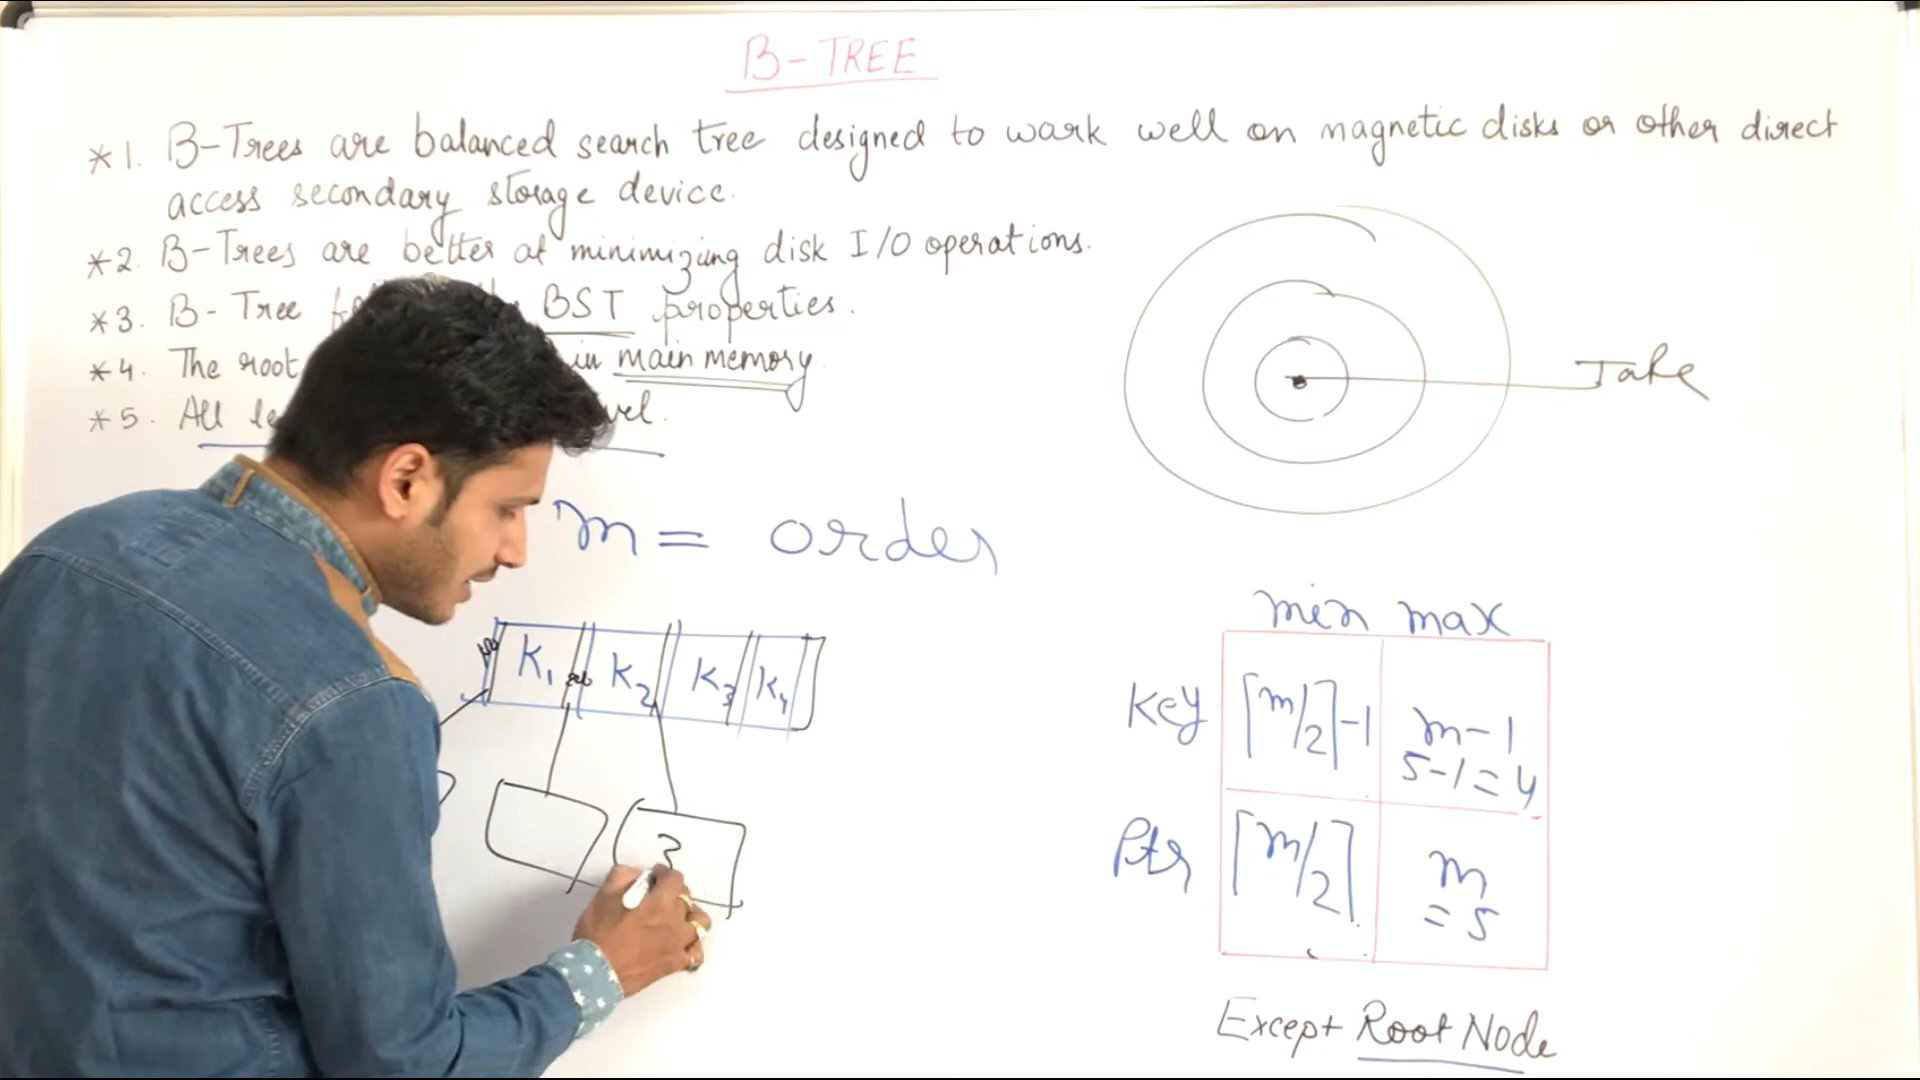 B-TREE
*1. B-Trees are balanced search tree designed to work well on magnetic disks or other direct
access secondary storage device.
*2. B-Trees are better at minimizing disk I/O operations.
*3. B-Tree BST properties.
*4. The root in main memory
*5. All
m = order
K1 K2 K3 K4
3
min max
Key ⌈m/2⌉-1 m-1
5-1=4
Ptr ⌈m/2⌉ m
= 5
Except Root Node